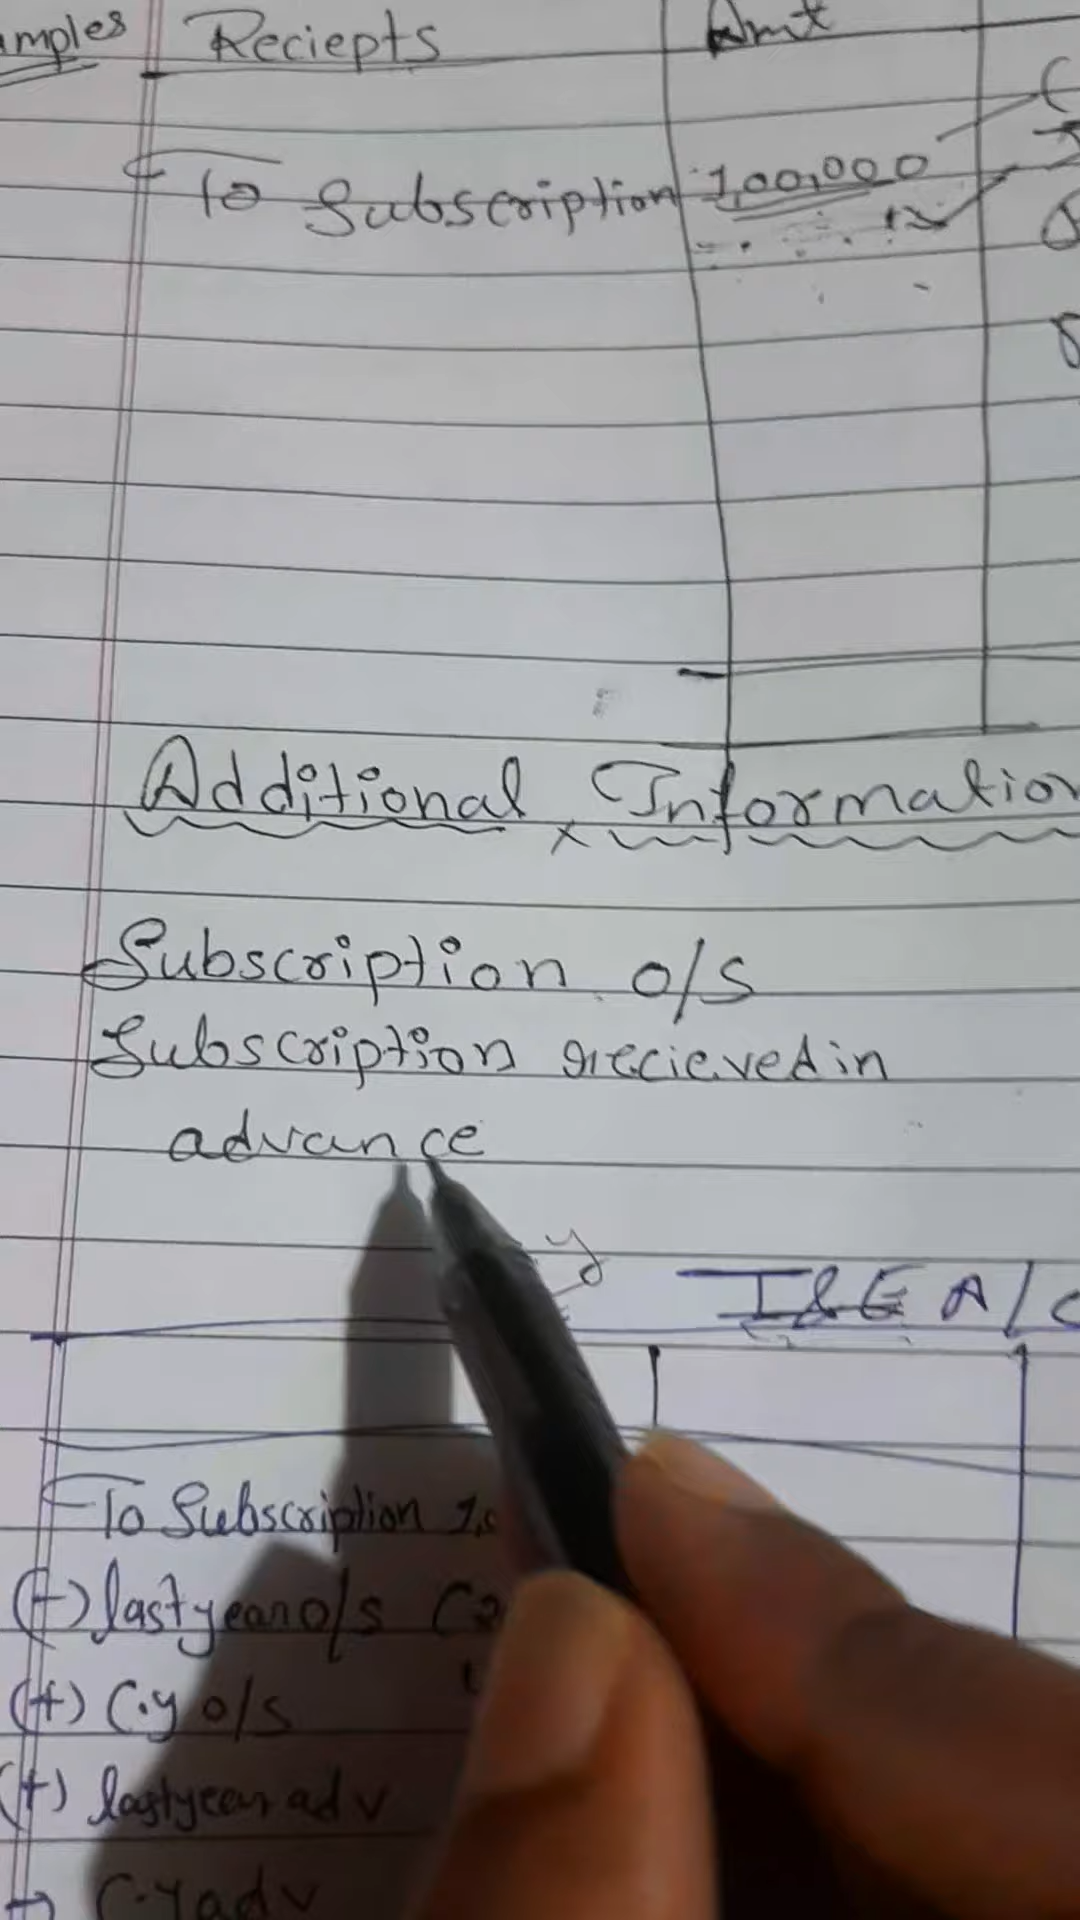 Reciepts Amt
To Subscription 1,00,000
Additional Information
Subscription o/s
Subscription recieved in
advance
I&E A/C
To Subscription
(-) last year o/s
(+) C.y o/s
(+) last year adv
C.y adv